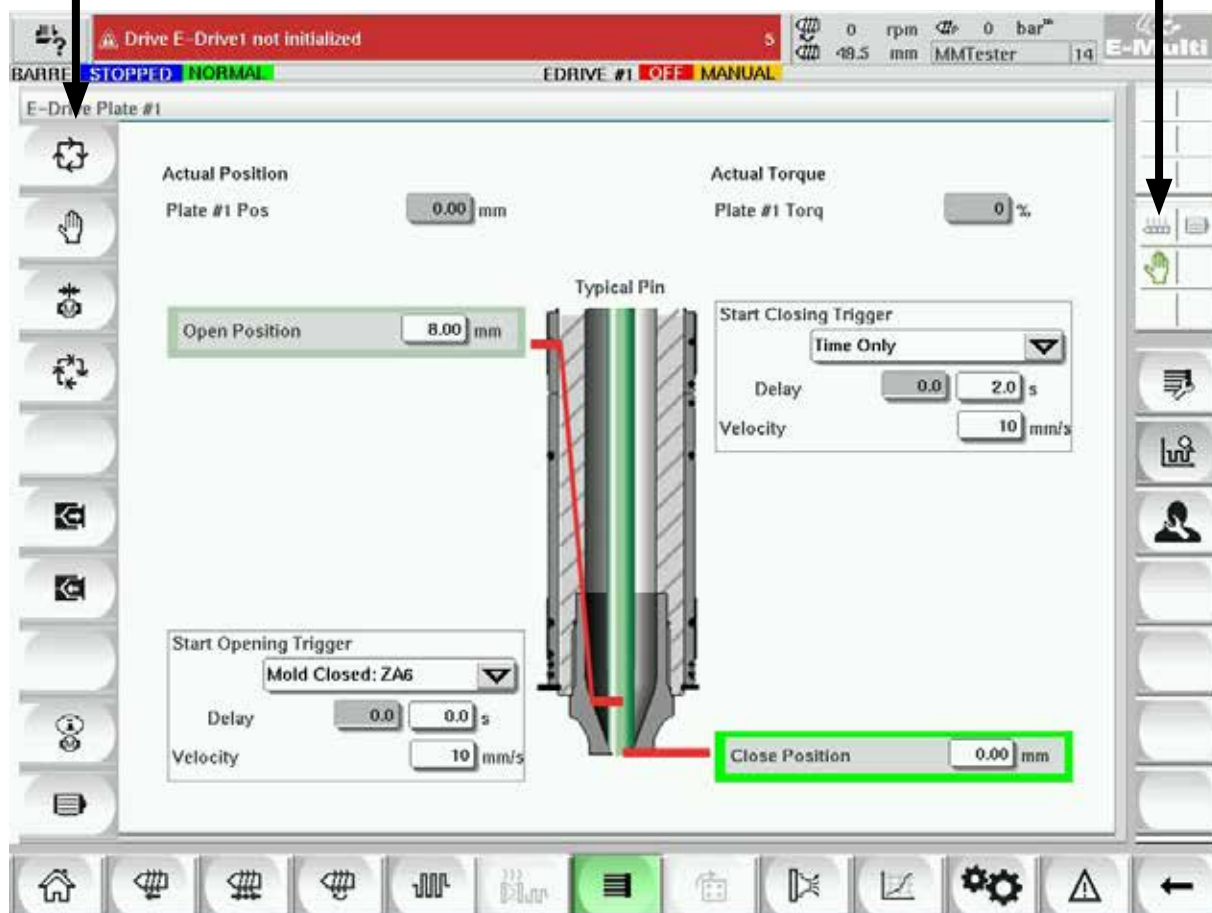 Drive E-Drive1 not initialized 5
0 rpm 0 bar
48.5 mm MMTester 14
E-Multi
BARRE STOPPED NORMAL EDRIVE #1 OFF MANUAL
E-Drive Plate #1
Actual Position Actual Torque
Plate #1 Pos 0.00 mm Plate #1 Torq 0 %
Typical Pin
Open Position 8.00 mm
Start Closing Trigger
Time Only
Delay 0.0 2.0 s
Velocity 10 mm/s
Start Opening Trigger
Mold Closed: ZA6
Delay 0.0 0.0 s
Velocity 10 mm/s
Close Position 0.00 mm